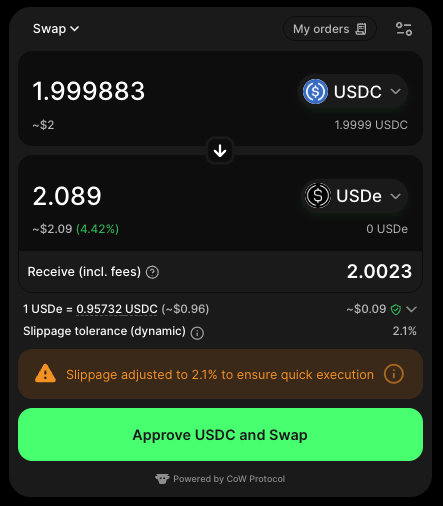 Swap
My orders
1.999883
USDC
~$2
1.9999 USDC
2.089
USDe
~$2.09 (4.42%)
0 USDe
Receive (incl. fees)
2.0023
1 USDe = 0.95732 USDC (~$0.96)
~$0.09
Slippage tolerance (dynamic)
2.1%
Slippage adjusted to 2.1% to ensure quick execution
Approve USDC and Swap
Powered by CoW Protocol